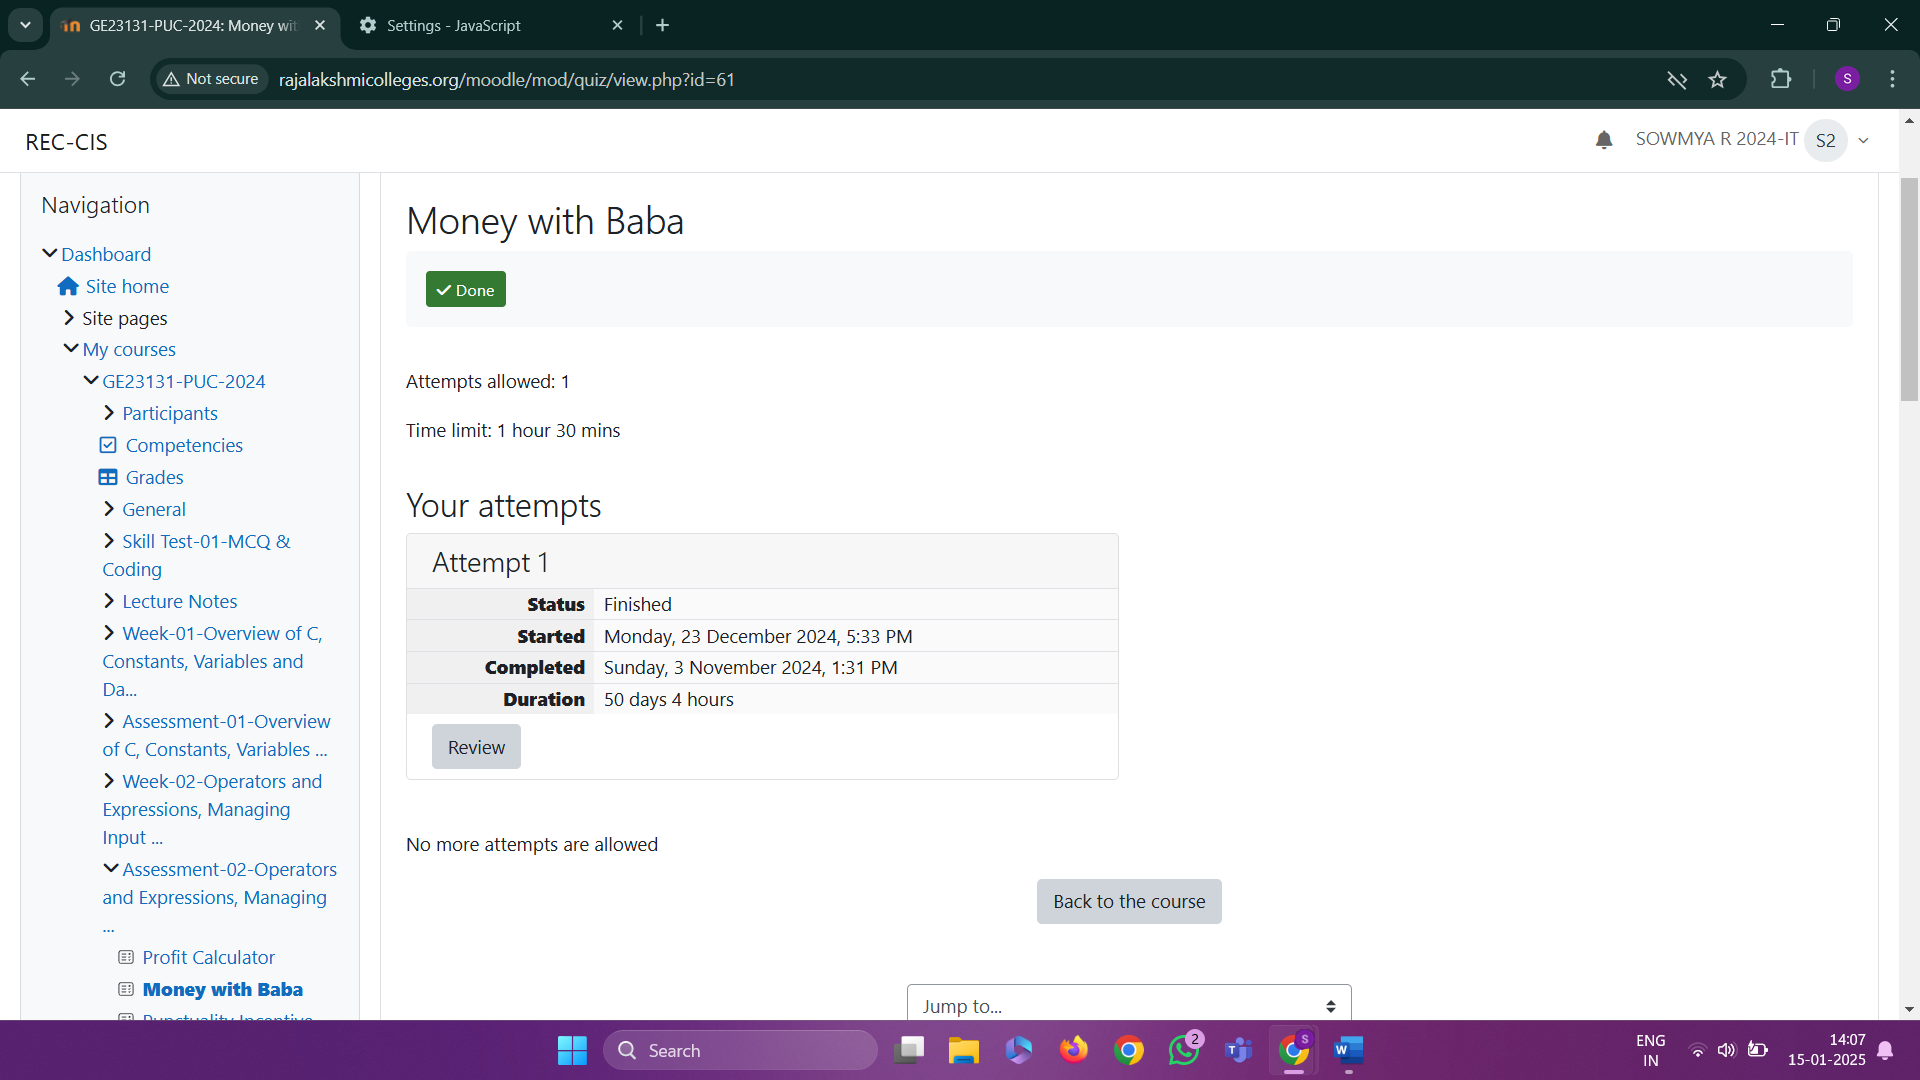 GE23131-PUC-2024: Money wit
Settings - JavaScript
Not secure
rajalakshmicolleges.org/moodle/mod/quiz/view.php?id=61
S
REC-CIS
SOWMYA R 2024-IT
S2
Navigation
Dashboard
Site home
Site pages
My courses
GE23131-PUC-2024
Participants
Competencies
Grades
General
Skill Test-01-MCQ &
Coding
Lecture Notes
Week-01-Overview of C,
Constants, Variables and
Da...
Assessment-01-Overview
of C, Constants, Variables ...
Week-02-Operators and
Expressions, Managing
Input ...
Assessment-02-Operators
and Expressions, Managing
...
Profit Calculator
Money with Baba
Punctuality Incentive
Money with Baba
Done
Attempts allowed: 1
Time limit: 1 hour 30 mins
Your attempts
Attempt 1
Status Finished
Started Monday, 23 December 2024, 5:33 PM
Completed Sunday, 3 November 2024, 1:31 PM
Duration 50 days 4 hours
Review
No more attempts are allowed
Back to the course
Jump to...
Search
2
T
S
W
ENG
IN
14:07
15-01-2025